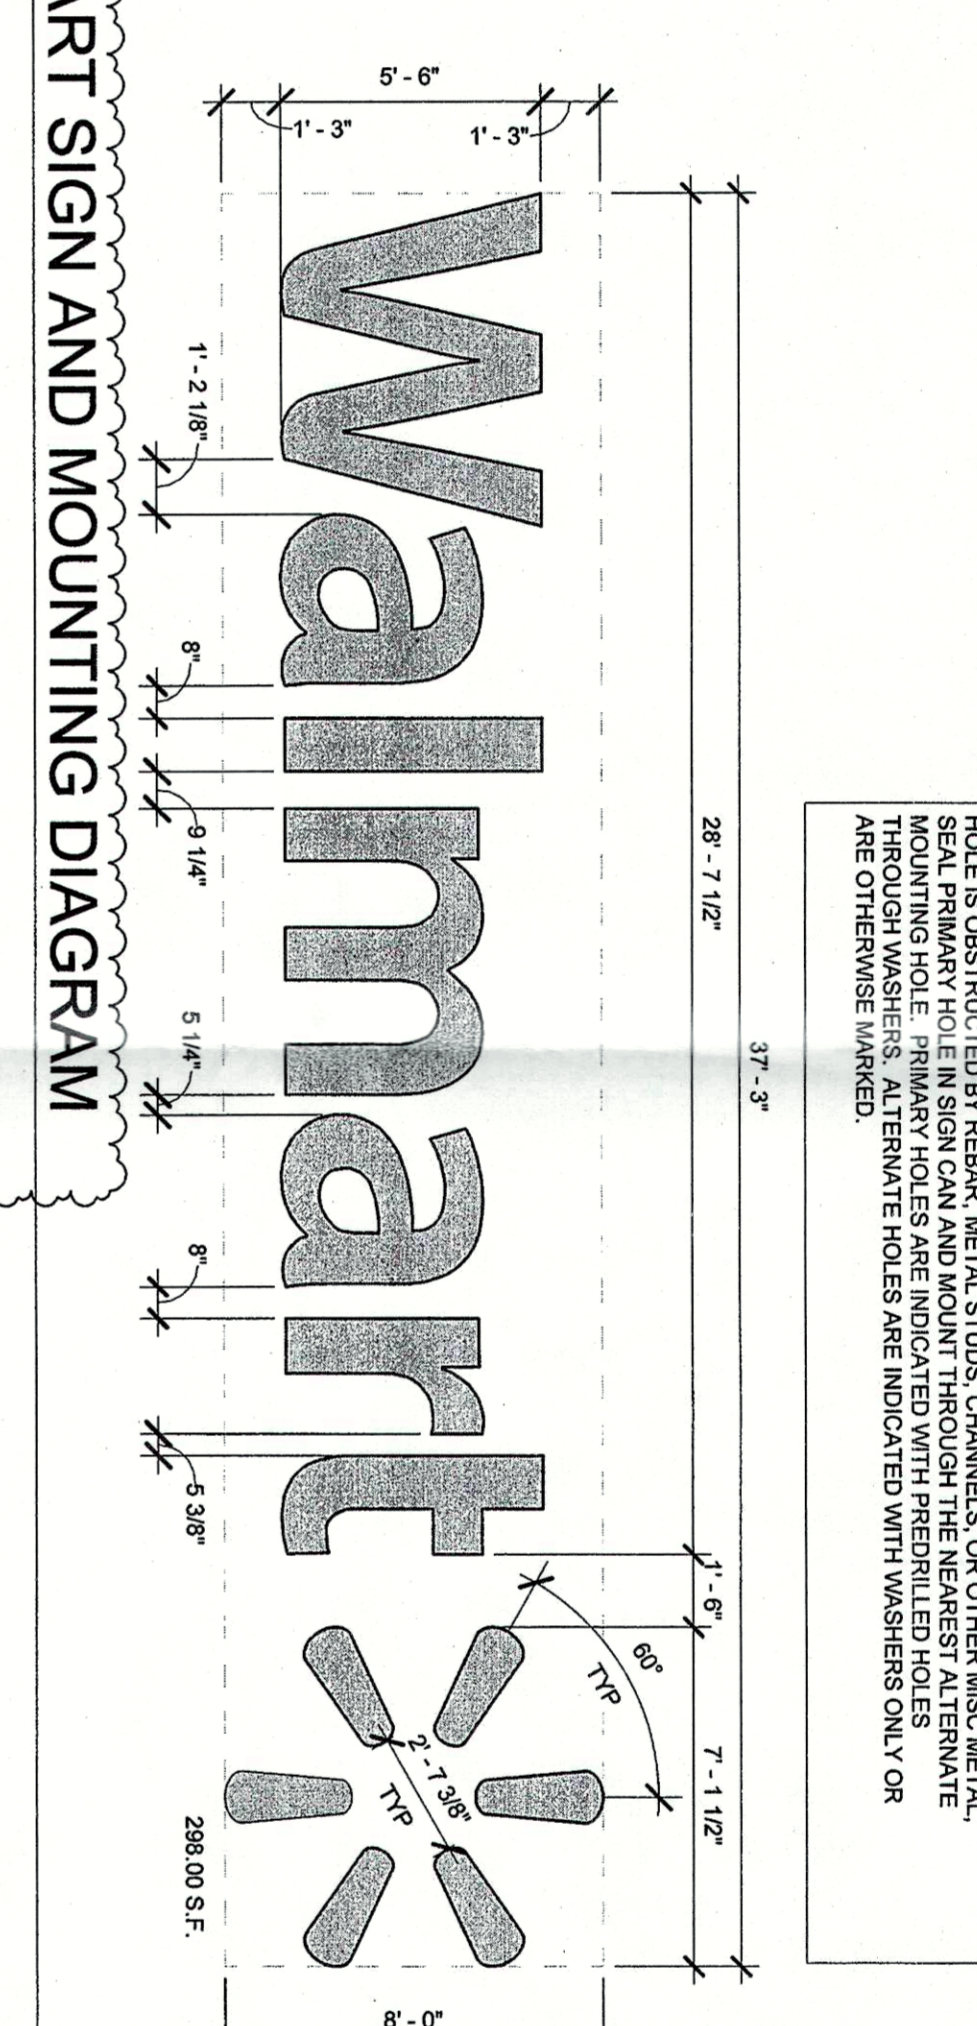 HOLE IS OBSTRUCTED BY REBAR, METAL STUDS, CHANNELS, OR OTHER MISC METAL,
SEAL PRIMARY HOLE IN SIGN CAN AND MOUNT THROUGH THE NEAREST ALTERNATE
MOUNTING HOLE. PRIMARY HOLES ARE INDICATED WITH PREDRILLED HOLES
THROUGH WASHERS. ALTERNATE HOLES ARE INDICATED WITH WASHERS ONLY OR
ARE OTHERWISE MARKED.
37' - 3"
28' - 7 1/2"
1' - 6"
7' - 1 1/2"
60°
TYP
5' - 6"
1' - 3"
1' - 3"
Walmart
2' - 7 3/8"
TYP
8' - 0"
1' - 2 1/8"
8"
9 1/4"
5 1/4"
8"
5 3/8"
298.00 S.F.
ART SIGN AND MOUNTING DIAGRAM